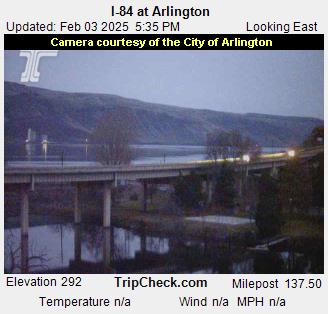 I-84 at Arlington
Updated: Feb 03 2025 5:35 PM Looking East
Camera courtesy of the City of Arlington
Elevation 292 TripCheck.com Milepost 137.50
Temperature n/a Wind n/a MPH n/a